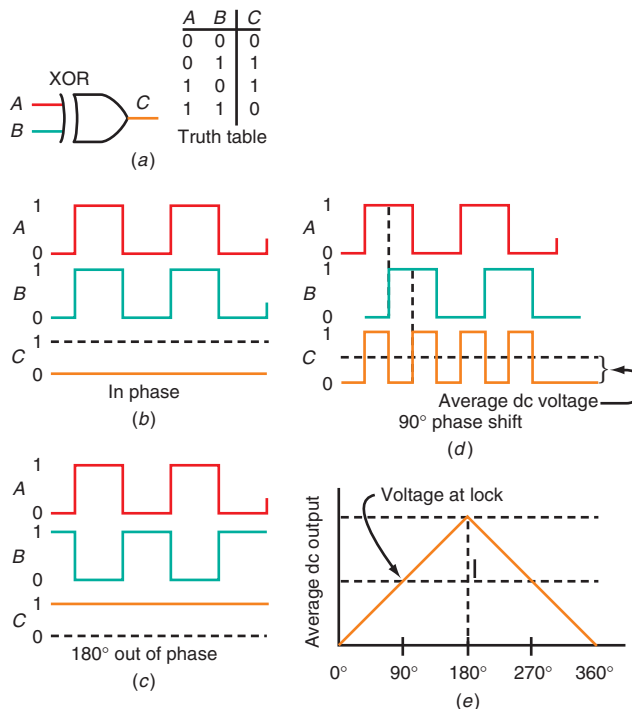 A B C
0 0 0
0 1 1
1 0 1
1 1 0
Truth table
XOR
A
B
C
(a)
1
A
0
1
B
0
C 1
0
In phase
(b)
1
A
0
1
B
0
1
C
0
180° out of phase
(c)
1
A
0
1
B
0
1
C
0
Average dc voltage
90° phase shift
(d)
Voltage at lock
Average dc output
0° 90° 180° 270° 360°
(e)